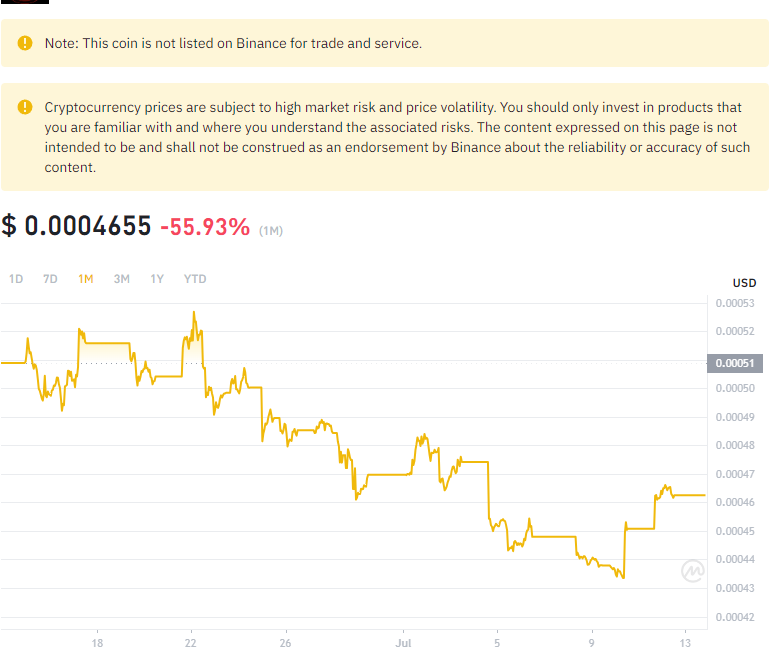 Note: This coin is not listed on Binance for trade and service.
Cryptocurrency prices are subject to high market risk and price volatility. You should only invest in products that
you are familiar with and where you understand the associated risks. The content expressed on this page is not
intended to be and shall not be construed as an endorsement by Binance about the reliability or accuracy of such
content.
$ 0.0004655 -55.93% (1M)
1D 7D 1M 3M 1Y YTD
USD
0.00053
0.00052
0.00051
0.00050
0.00049
0.00048
0.00047
0.00046
0.00045
0.00044
0.00043
0.00042
18 22 26 Jul 5 9 13